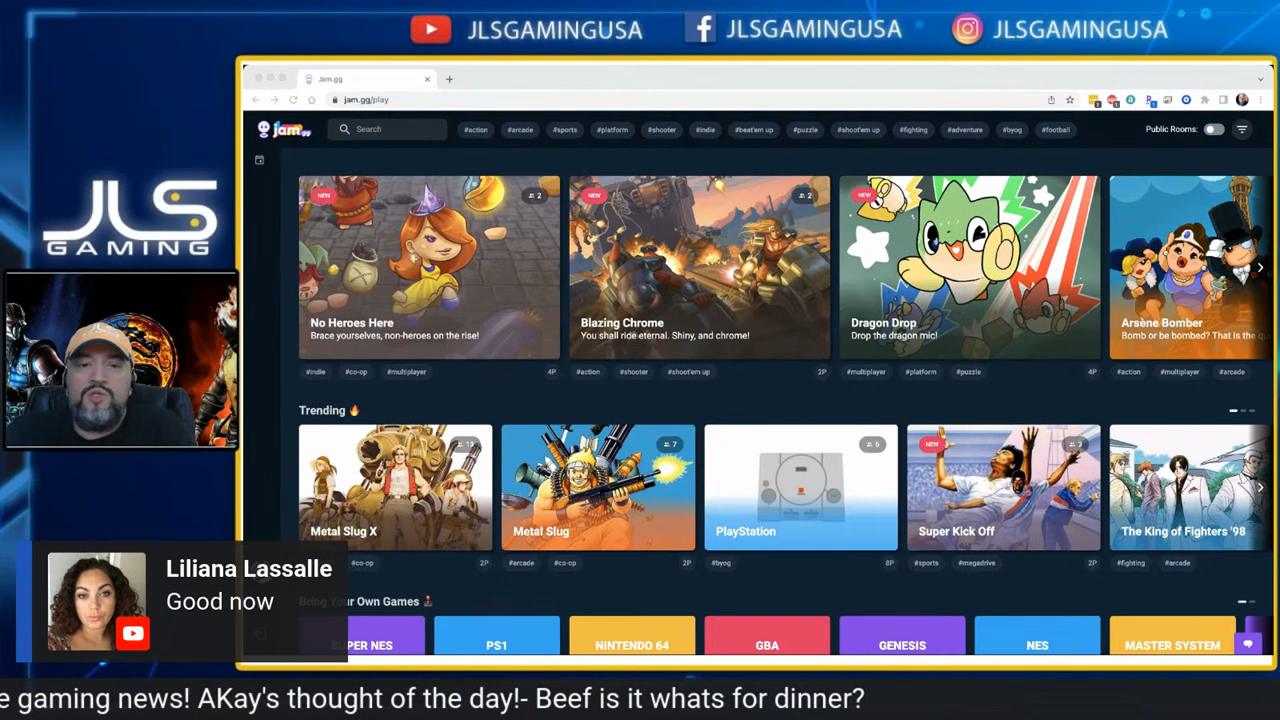 JLSGAMINGUSA JLSGAMINGUSA JLSGAMINGUSA
JLS
GAMING
Jam.gg
jam.gg/play
jam.gg Search #action #arcade #sports #platform #shooter #indie #beat'em up #puzzle #shoot'em up #fighting #adventure #byog #football Public Rooms:
NEW 2 NEW 2 NEW
No Heroes Here
Brace yourselves, non-heroes on the rise!
Blazing Chrome
You shall ride eternal. Shiny, and chrome!
Dragon Drop
Drop the dragon mic!
Arsène Bomber
Bomb or be bombed? That is the
#indie #co-op #multiplayer 4P #action #shooter #shoot'em up 2P #multiplayer #platform #puzzle 4P #action #multiplayer #arcade
Trending
7 6 NEW
Metal Slug X Metal Slug PlayStation Super Kick Off The King of Fighters '98
#co-op 2P #arcade #co-op 2P #byog 8P #sports #megadrive 2P #fighting #arcade
Your Own Games
SUPER NES PS1 NINTENDO 64 GBA GENESIS NES MASTER SYSTEM
Liliana Lassalle
Good now
e gaming news! AKay's thought of the day!- Beef is it whats for dinner?